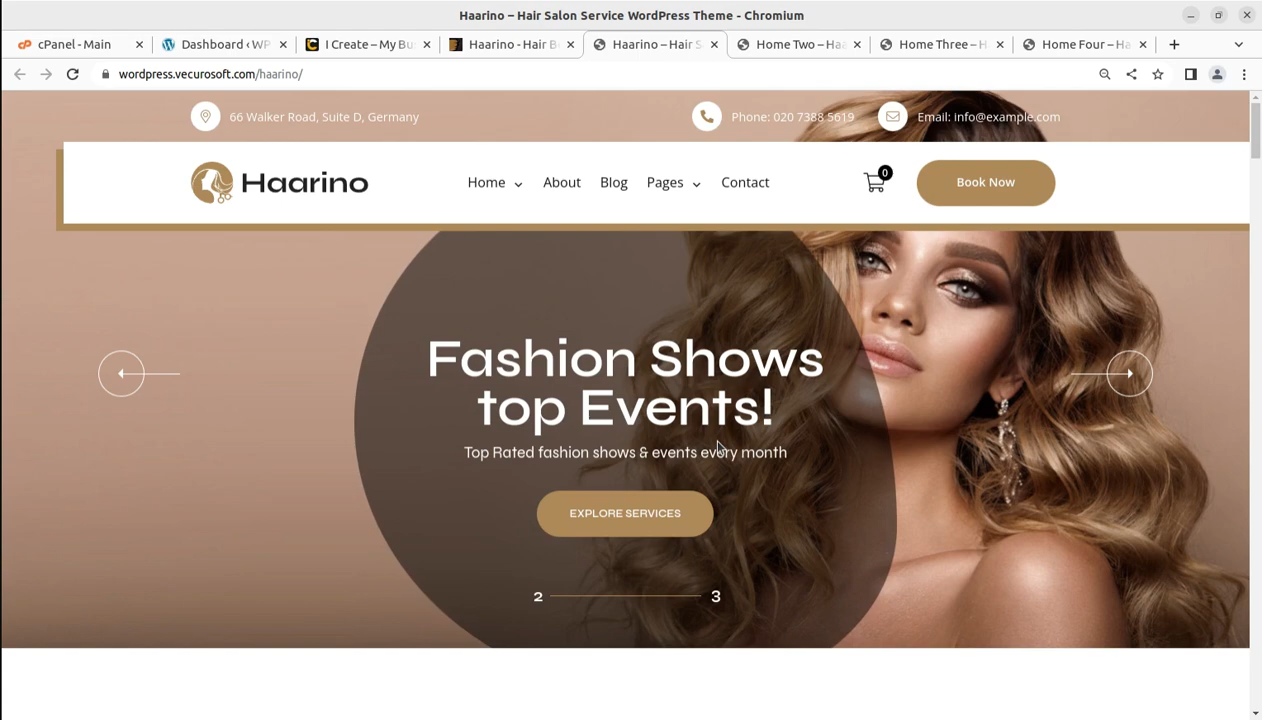 Haarino – Hair Salon Service WordPress Theme - Chromium
cPanel - Main
Dashboard ‹ WP
I Create – My Bu
Haarino - Hair B
Haarino – Hair S
Home Two – Haa
Home Three – H
Home Four – Ha
wordpress.vecurosoft.com/haarino/
66 Walker Road, Suite D, Germany
Phone: 020 7388 5619
Email: info@example.com
Haarino
Home
About
Blog
Pages
Contact
0
Book Now
Fashion Shows
top Events!
Top Rated fashion shows & events every month
EXPLORE SERVICES
2
3